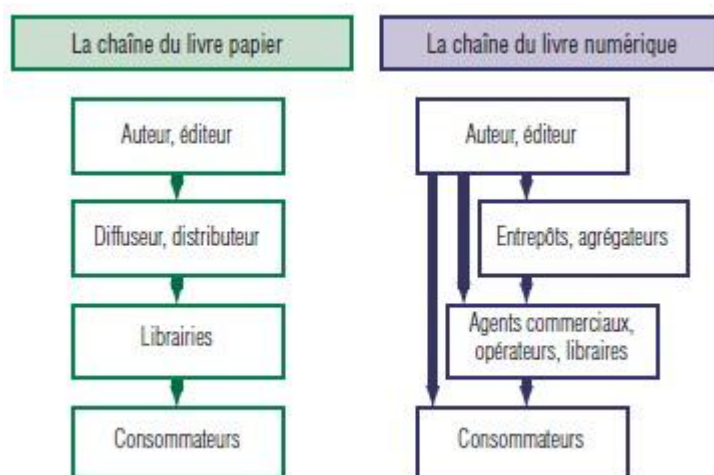 La chaîne du livre papier
Auteur, éditeur
Diffuseur, distributeur
Librairies
Consommateurs
La chaîne du livre numérique
Auteur, éditeur
Entrepôts, agrégateurs
Agents commerciaux,
opérateurs, libraires
Consommateurs